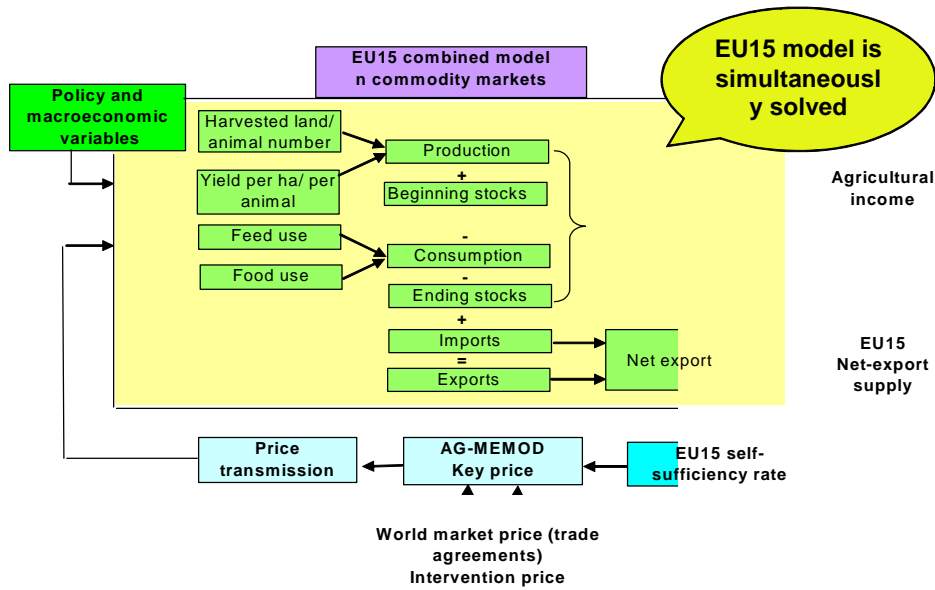 EU15 combined model
n commodity markets
EU15 model is
simultaneousl
y solved
Policy and
macroeconomic
variables
Harvested land/
animal number
Production
+
Yield per ha/ per
animal
Beginning stocks
Agricultural
income
-
Feed use
Consumption
Food use
-
Ending stocks
+
Imports
=
Exports
Net export
EU15
Net-export
supply
Price
transmission
AG-MEMOD
Key price
EU15 self-
sufficiency rate
World market price (trade
agreements)
Intervention price